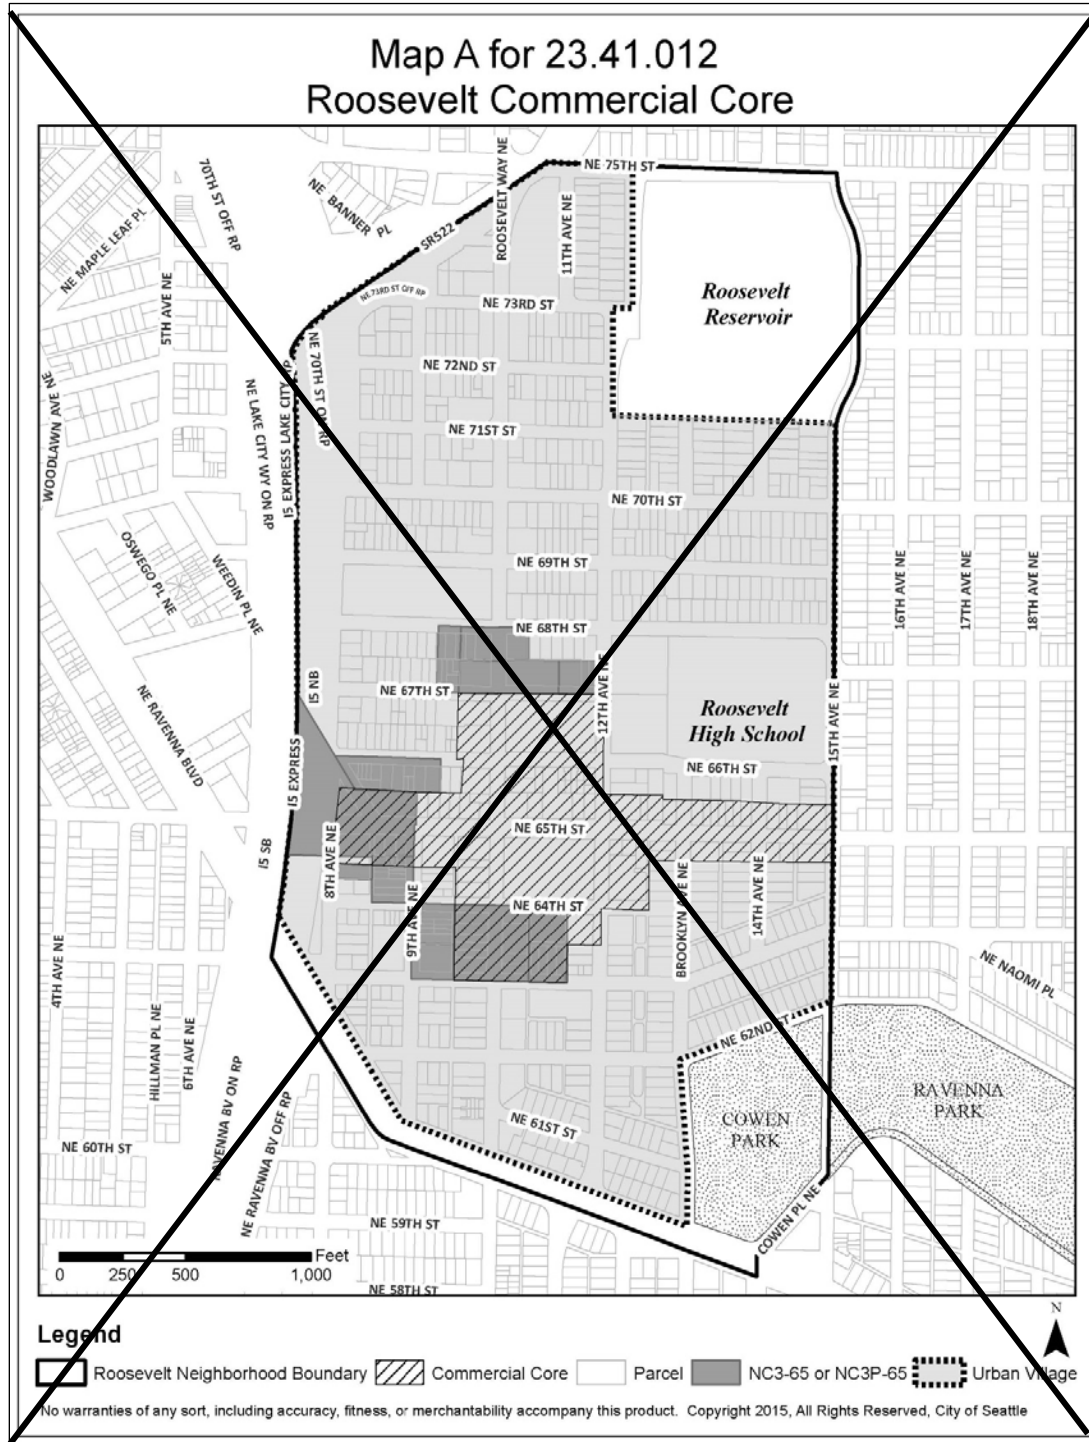 Map A for 23.41.012
Roosevelt Commercial Core
NE 75TH ST
ROOSEVELT WAY NE
70TH ST OFF RP
NE BANNER PL
SR522
11TH AVE NE
NE MAPLE LEAF PL
5TH AVE NE
NE 73RD ST OFF RP
NE 73RD ST
Roosevelt
Reservoir
NE 70TH ST ON RP
NE 72ND ST
WOODLAWN AVE NE
NE LAKE CITY WY ON RP
I5 EXPRESS LAKE CITY RP
NE 71ST ST
NE 70TH ST
OSWEGO PL NE
WEEDIN PL NE
NE 69TH ST
16TH AVE NE
17TH AVE NE
18TH AVE NE
NE 68TH ST
I5 NB
NE 67TH ST
12TH AVE NE
Roosevelt
High School
15TH AVE NE
NE RAVENNA BLVD
I5 EXPRESS
NE 66TH ST
NE 65TH ST
I5 SB
8TH AVE NE
9TH AVE NE
NE 64TH ST
BROOKLYN AVE NE
14TH AVE NE
4TH AVE NE
HILLMAN PL NE
6TH AVE NE
NE NAOMI PL
NE 62ND ST
RAVENNA
PARK
COWEN
PARK
RAVENNA BV ON RP
NE RAVENNA BV OFF RP
NE 61ST ST
NE 60TH ST
NE 59TH ST
COWEN PL NE
Feet
0 250 500 1,000
NE 58TH ST
N
Legend
Roosevelt Neighborhood Boundary Commercial Core Parcel NC3-65 or NC3P-65 Urban Village
No warranties of any sort, including accuracy, fitness, or merchantability accompany this product. Copyright 2015, All Rights Reserved, City of Seattle